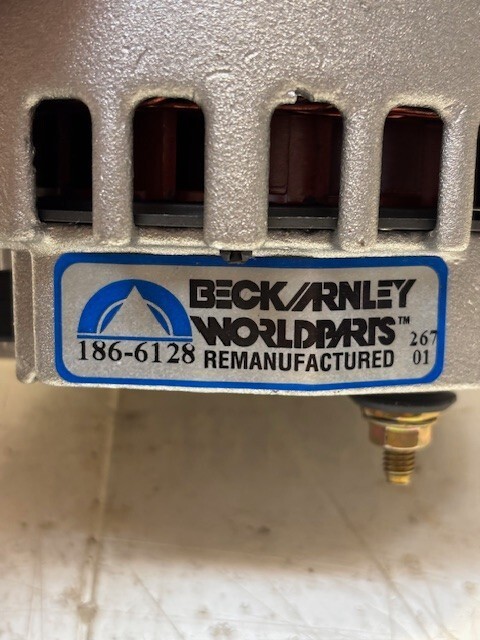 BECK/ARNLEY
WORLDPARTS™
186-6128 REMANUFACTURED
267
01